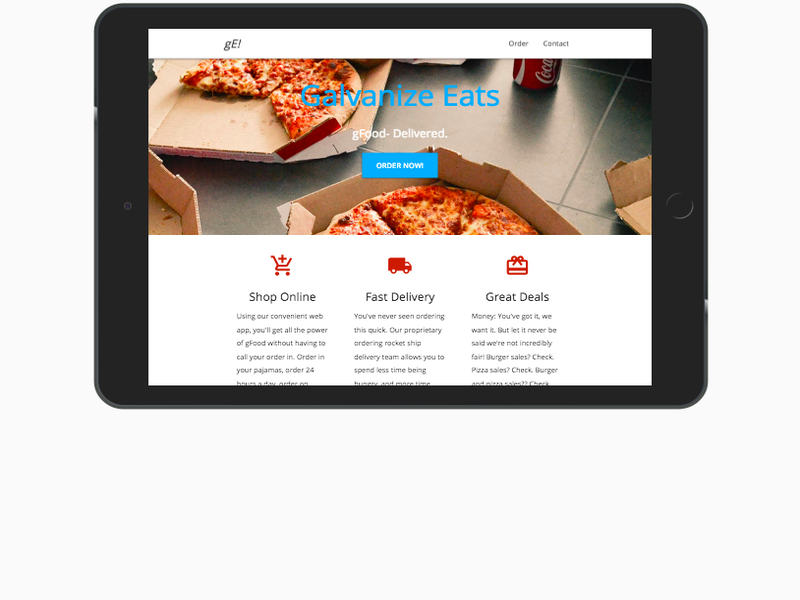 gE!
Order
Contact
Galvanize Eats
gFood- Delivered.
ORDER NOW!
Shop Online
Using our convenient web
app, you'll get all the power
of gFood without having to
call your order in. Order in
your pajamas, order 24
hours a day, order on
Fast Delivery
You've never seen ordering
this quick. Our proprietary
ordering rocket ship
delivery team allows you to
spend less time being
hungry, and more time
Great Deals
Money: You've got it, we
want it. But let it never be
said we're not incredibly
fair! Burger sales? Check.
Pizza sales? Check. Burger
and pizza sales?? Check